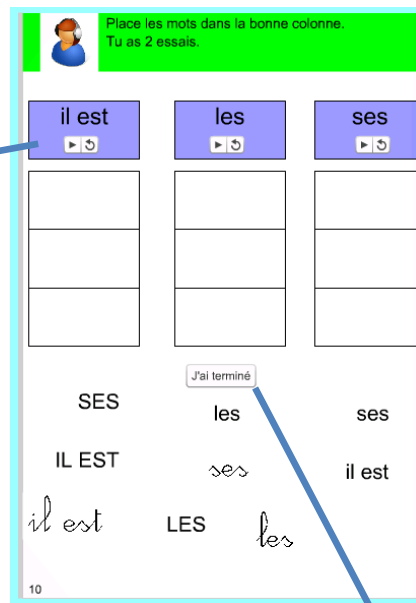 Place les mots dans la bonne colonne.
Tu as 2 essais.
il est les ses
J'ai terminé
SES les ses
IL EST ses il est
il est LES les
10